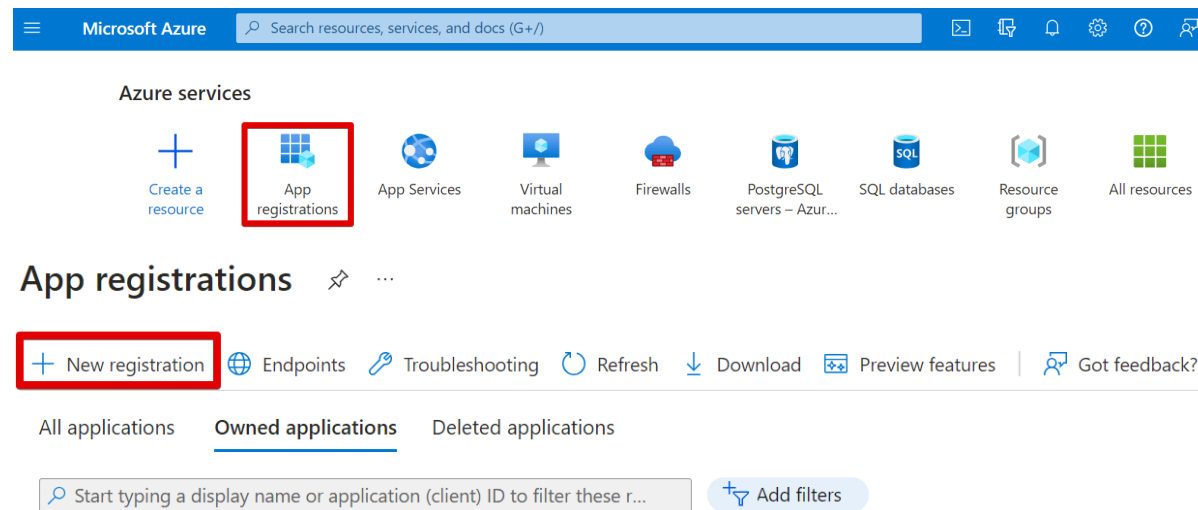 Microsoft Azure
Search resources, services, and docs (G+/)
Azure services
Create a
resource
App
registrations
App Services
Virtual
machines
Firewalls
PostgreSQL
servers – Azur...
SQL
SQL databases
Resource
groups
All resources
App registrations
New registration
Endpoints
Troubleshooting
Refresh
Download
Preview features
Got feedback?
All applications
Owned applications
Deleted applications
Start typing a display name or application (client) ID to filter these r...
Add filters